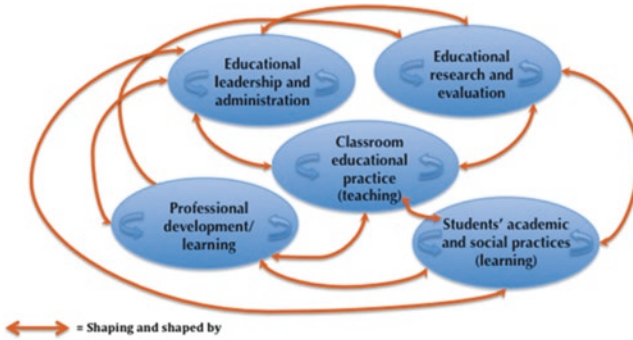 Educational
leadership and
administration
Educational
research and
evaluation
Classroom
educational
practice
(teaching)
Professional
development/
learning
Students' academic
and social practices
(learning)
= Shaping and shaped by